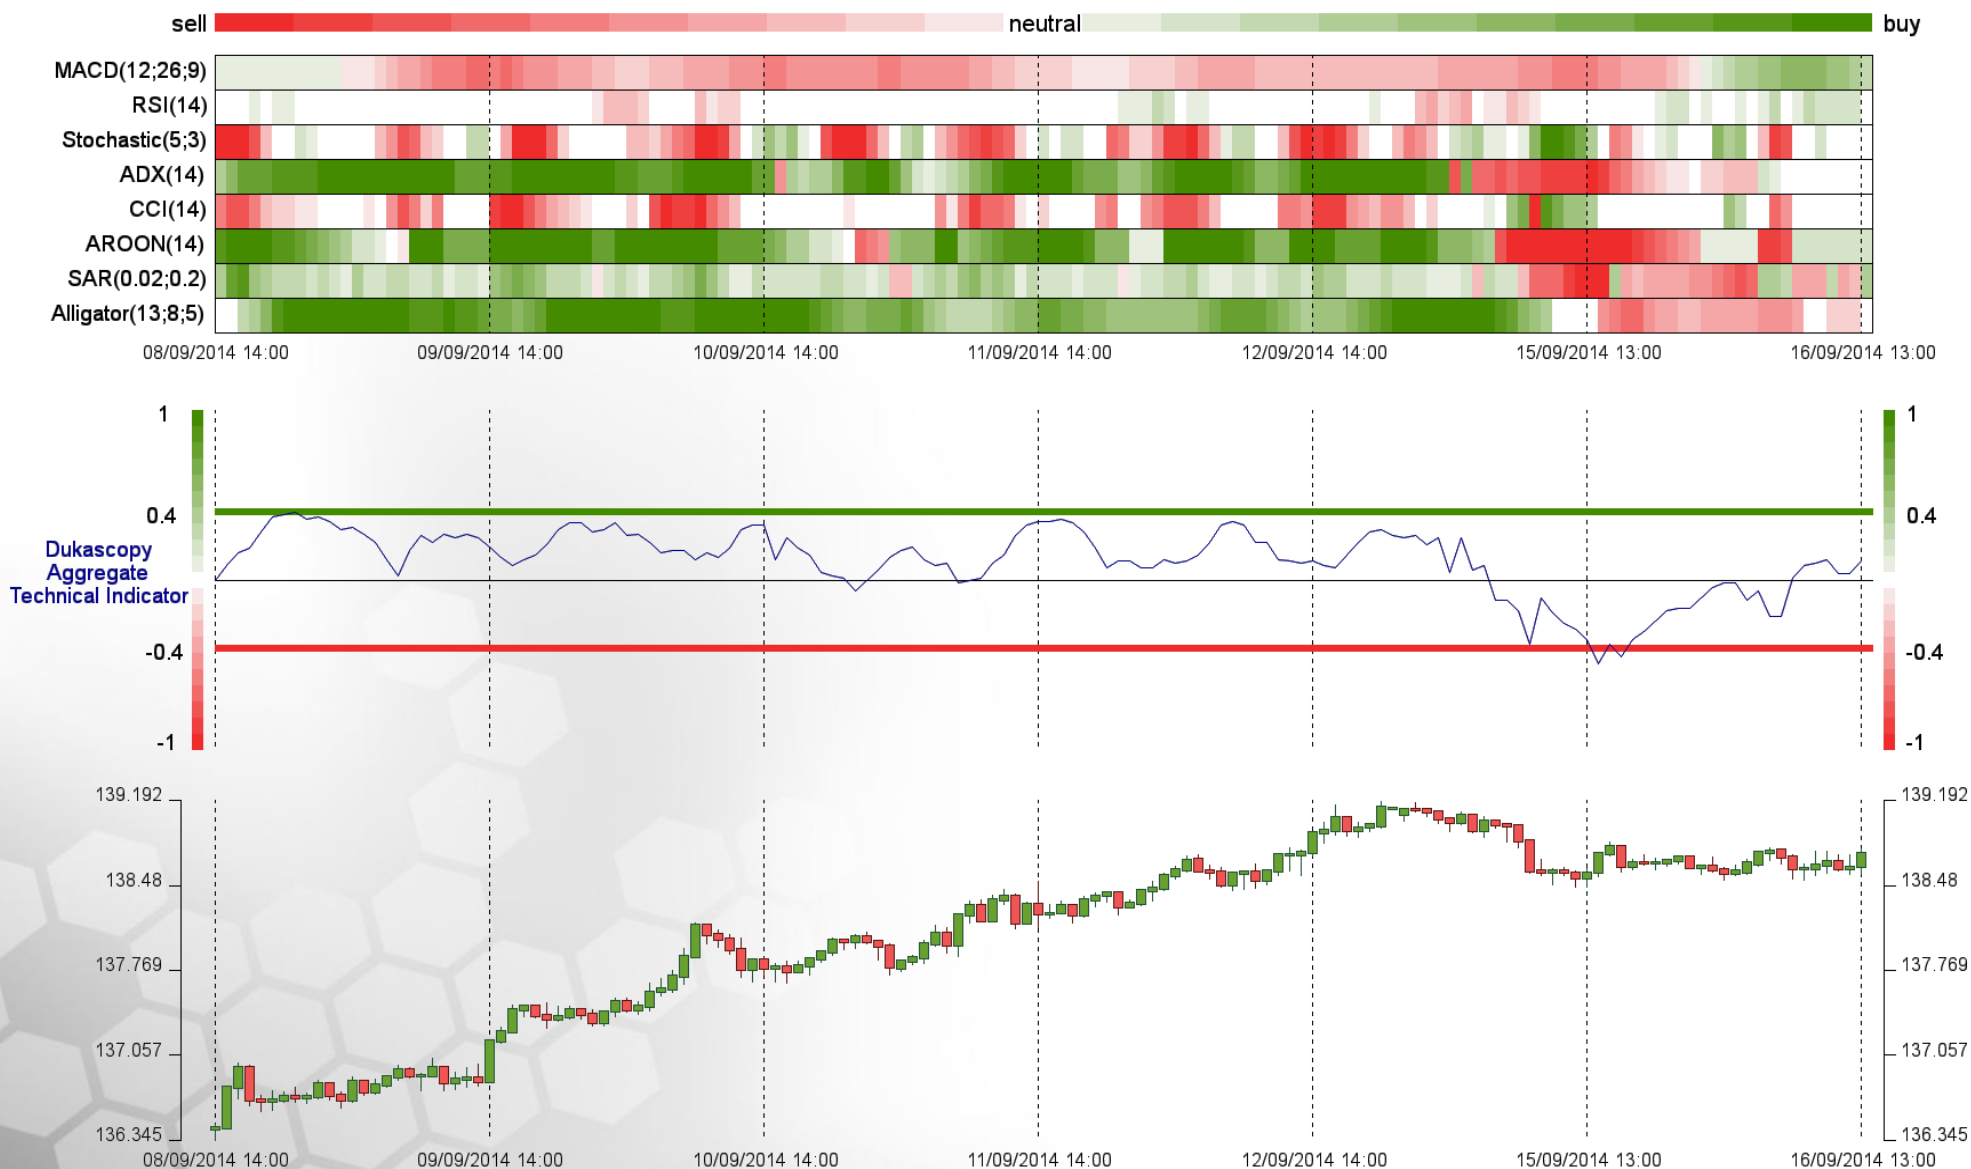 sell neutral buy
MACD(12;26;9)
RSI(14)
Stochastic(5;3)
ADX(14)
CCI(14)
AROON(14)
SAR(0.02;0.2)
Alligator(13;8;5)
08/09/2014 14:00 09/09/2014 14:00 10/09/2014 14:00 11/09/2014 14:00 12/09/2014 14:00 15/09/2014 13:00 16/09/2014 13:00
1 1
0.4 0.4
Dukascopy
Aggregate
Technical Indicator
-0.4 -0.4
-1 -1
139.192 139.192
138.48 138.48
137.769 137.769
137.057 137.057
136.345 136.345
08/09/2014 14:00 09/09/2014 14:00 10/09/2014 14:00 11/09/2014 14:00 12/09/2014 14:00 15/09/2014 13:00 16/09/2014 13:00